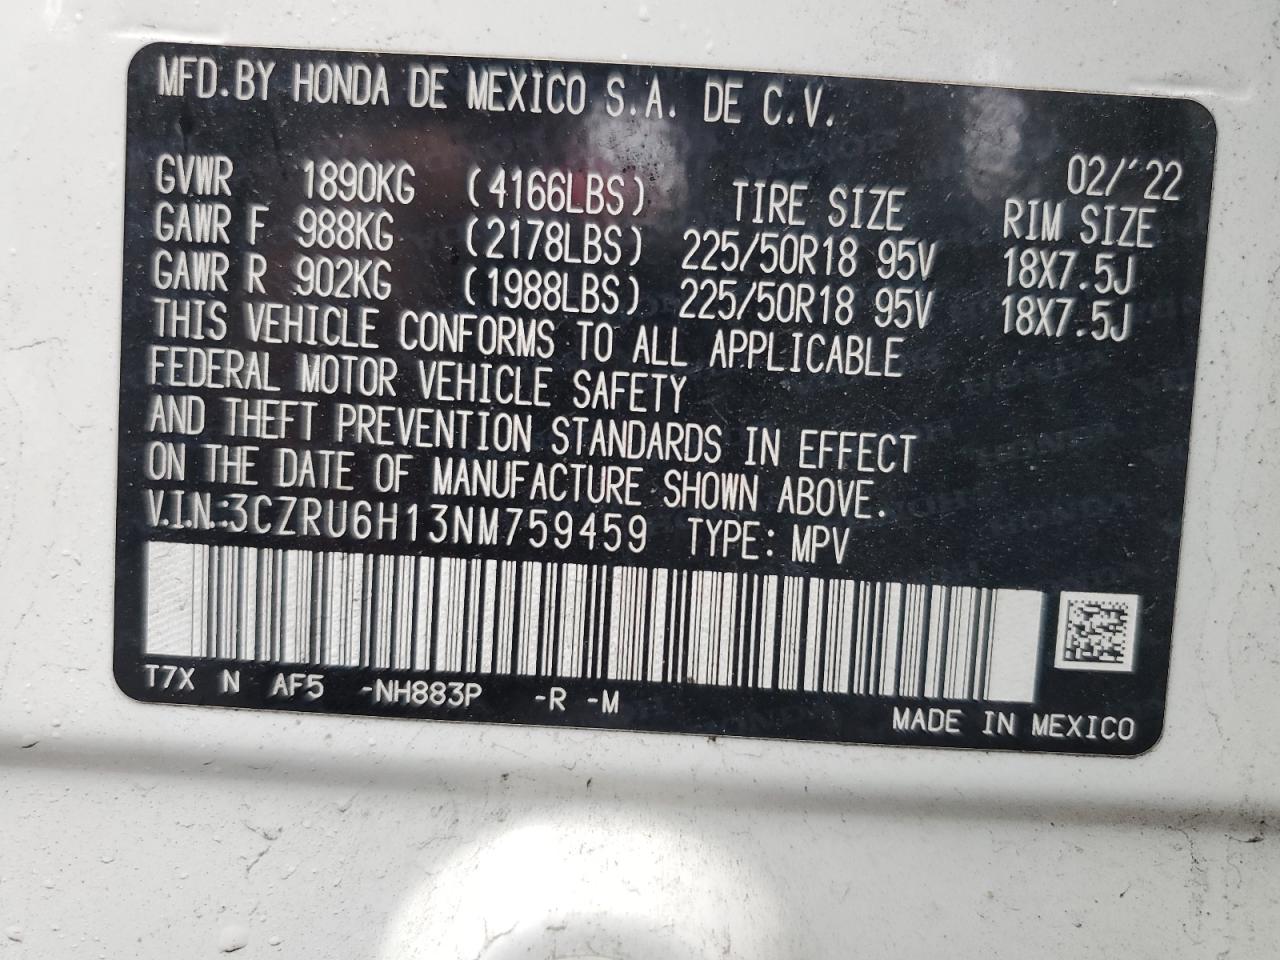 MFD.BY HONDA DE MEXICO S.A. DE C.V.
02/'22
GVWR 1890KG (4166LBS) TIRE SIZE RIM SIZE
GAWR F 988KG (2178LBS) 225/50R18 95V 18X7.5J
GAWR R 902KG (1988LBS) 225/50R18 95V 18X7.5J
THIS VEHICLE CONFORMS TO ALL APPLICABLE
FEDERAL MOTOR VEHICLE SAFETY
AND THEFT PREVENTION STANDARDS IN EFFECT
ON THE DATE OF MANUFACTURE SHOWN ABOVE.
V.I.N.:3CZRU6H13NM759459 TYPE: MPV
T7X N AF5 -NH883P -R -M
MADE IN MEXICO